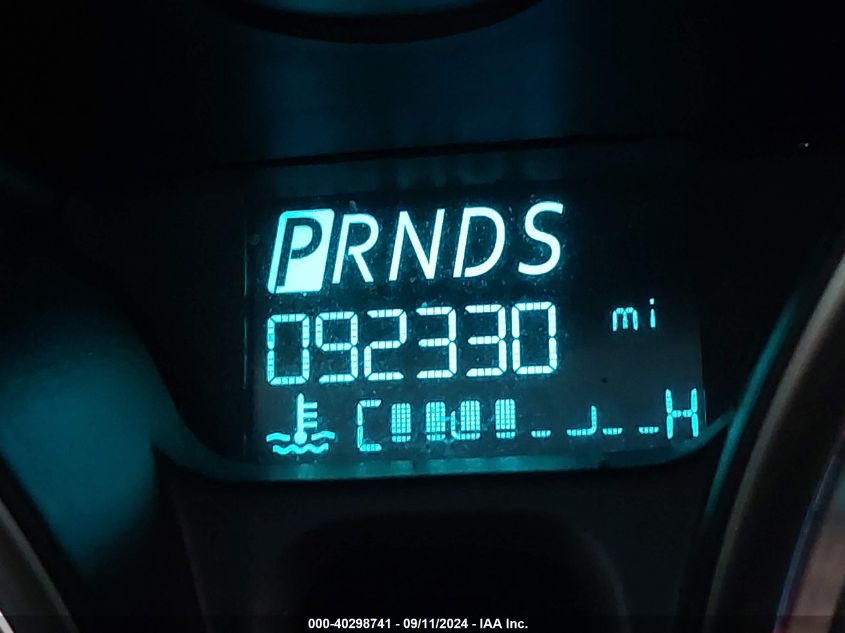 PRNDS
092330 mi
C H
000-40298741 - 09/11/2024 - IAA Inc.